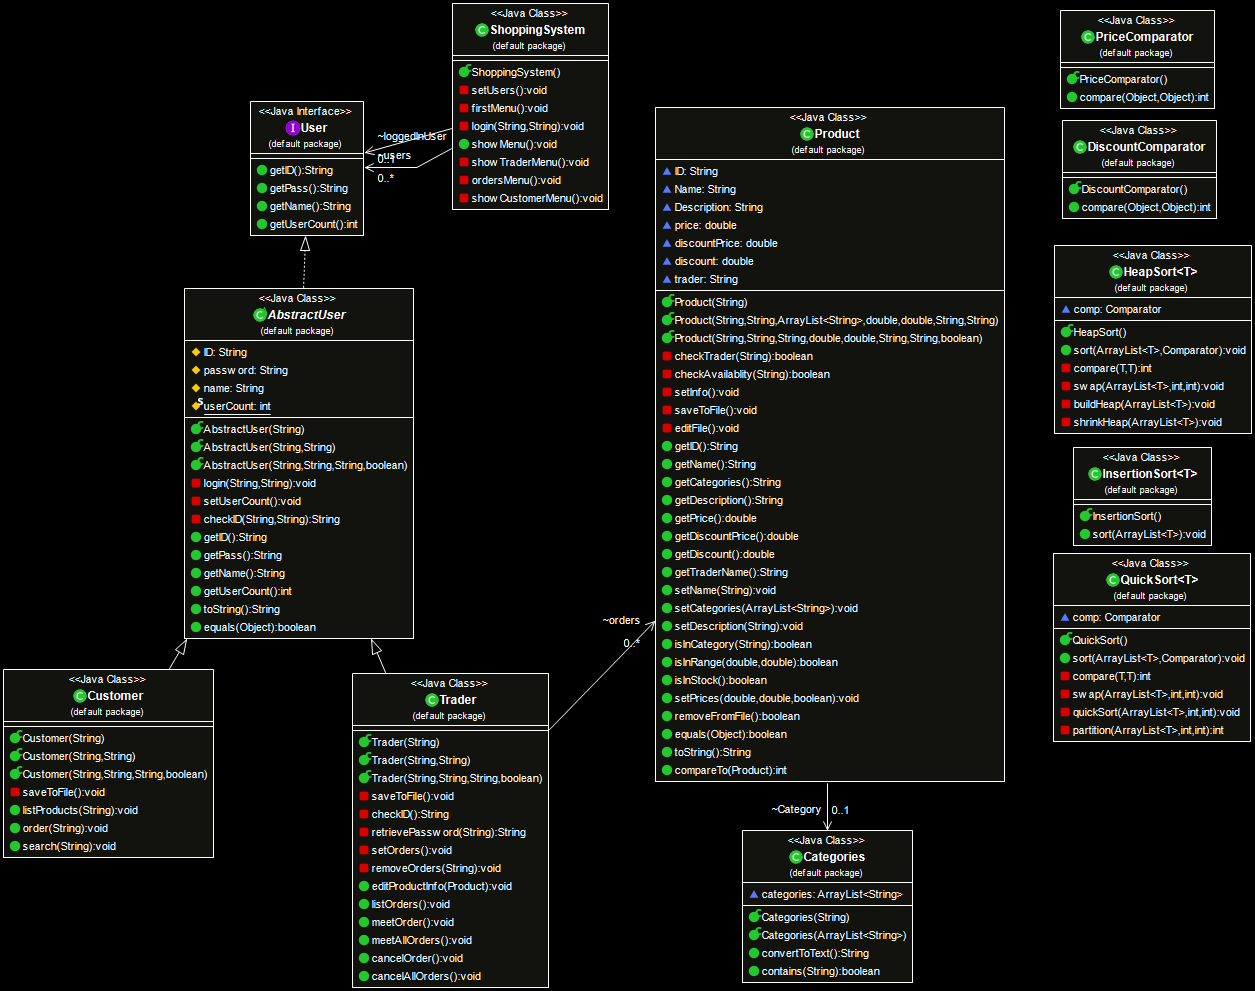 <<Java Class>>
ShoppingSystem
(default package)
ShoppingSystem()
setUsers():void
firstMenu():void
login(String,String):void
showMenu():void
showTraderMenu():void
ordersMenu():void
showCustomerMenu():void
<<Java Interface>>
User
(default package)
getID():String
getPass():String
getName():String
getUserCount():int
~loggedInUser
0..1
~users
0..*
<<Java Class>>
AbstractUser
(default package)
ID: String
password: String
name: String
userCount: int
AbstractUser(String)
AbstractUser(String,String)
AbstractUser(String,String,String,boolean)
login(String,String):void
setUserCount():void
checkID(String,String):String
getID():String
getPass():String
getName():String
getUserCount():int
toString():String
equals(Object):boolean
<<Java Class>>
Customer
(default package)
Customer(String)
Customer(String,String)
Customer(String,String,String,boolean)
saveToFile():void
listProducts(String):void
order(String):void
search(String):void
<<Java Class>>
Trader
(default package)
Trader(String)
Trader(String,String)
Trader(String,String,String,boolean)
saveToFile():void
checkID():String
retrievePassword(String):String
setOrders():void
removeOrders(String):void
editProductInfo(Product):void
listOrders():void
meetOrder():void
meetAllOrders():void
cancelOrder():void
cancelAllOrders():void
~orders
0..*
<<Java Class>>
Product
(default package)
ID: String
Name: String
Description: String
price: double
discountPrice: double
discount: double
trader: String
Product(String)
Product(String,String,ArrayList<String>,double,double,String,String)
Product(String,String,String,double,double,String,String,boolean)
checkTrader(String):boolean
checkAvailablity(String):boolean
setInfo():void
saveToFile():void
editFile():void
getID():String
getName():String
getCategories():String
getDescription():String
getPrice():double
getDiscountPrice():double
getDiscount():double
getTraderName():String
setName(String):void
setCategories(ArrayList<String>):void
setDescription(String):void
isInCategory(String):boolean
isInRange(double,double):boolean
isInStock():boolean
setPrices(double,double,boolean):void
removeFromFile():boolean
equals(Object):boolean
toString():String
compareTo(Product):int
~Category
0..1
<<Java Class>>
Categories
(default package)
categories: ArrayList<String>
Categories(String)
Categories(ArrayList<String>)
convertToText():String
contains(String):boolean
<<Java Class>>
PriceComparator
(default package)
PriceComparator()
compare(Object,Object):int
<<Java Class>>
DiscountComparator
(default package)
DiscountComparator()
compare(Object,Object):int
<<Java Class>>
HeapSort<T>
(default package)
comp: Comparator
HeapSort()
sort(ArrayList<T>,Comparator):void
compare(T,T):int
swap(ArrayList<T>,int,int):void
buildHeap(ArrayList<T>):void
shrinkHeap(ArrayList<T>):void
<<Java Class>>
InsertionSort<T>
(default package)
InsertionSort()
sort(ArrayList<T>):void
<<Java Class>>
QuickSort<T>
(default package)
comp: Comparator
QuickSort()
sort(ArrayList<T>,Comparator):void
compare(T,T):int
swap(ArrayList<T>,int,int):void
quickSort(ArrayList<T>,int,int):void
partition(ArrayList<T>,int,int):int